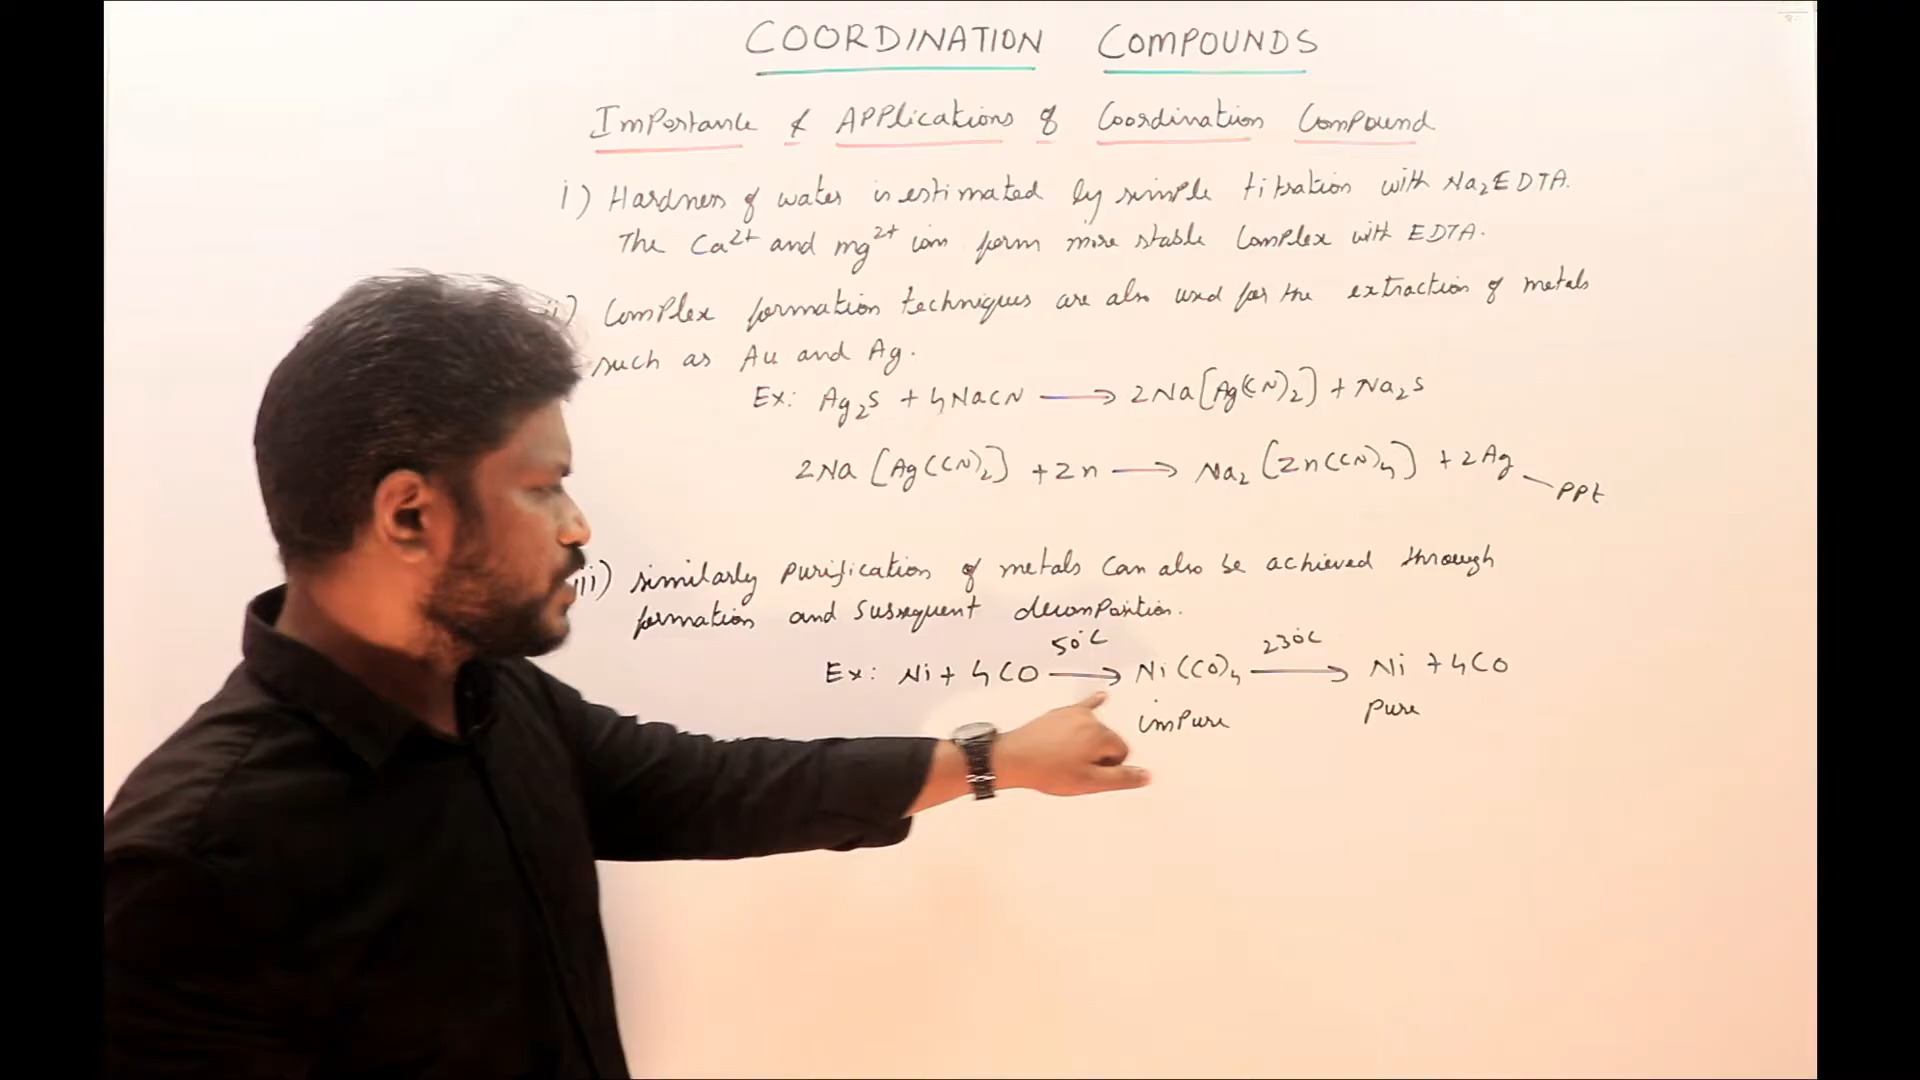 COORDINATION COMPOUNDS
Importance & Applications of Coordination Compound
i) Hardness of water is estimated by simple titration with Na₂EDTA.
The Ca²⁺ and mg²⁺ ion form more stable complex with EDTA.
ii) Complex formation techniques are also used for the extraction of metals
such as Au and Ag.
Ex: Ag₂S + 4NaCN ⟶ 2Na[Ag(CN)₂] + Na₂S
2Na[Ag(CN)₂] + Zn ⟶ Na₂[Zn(CN)₄] + 2Ag
PPt
iii) similarly purification of metals can also be achieved through
formation and subsequent decomposition.
50°C 230°C
Ex: Ni + 4CO ⟶ Ni(CO)₄ ⟶ Ni + 4CO
impure pure